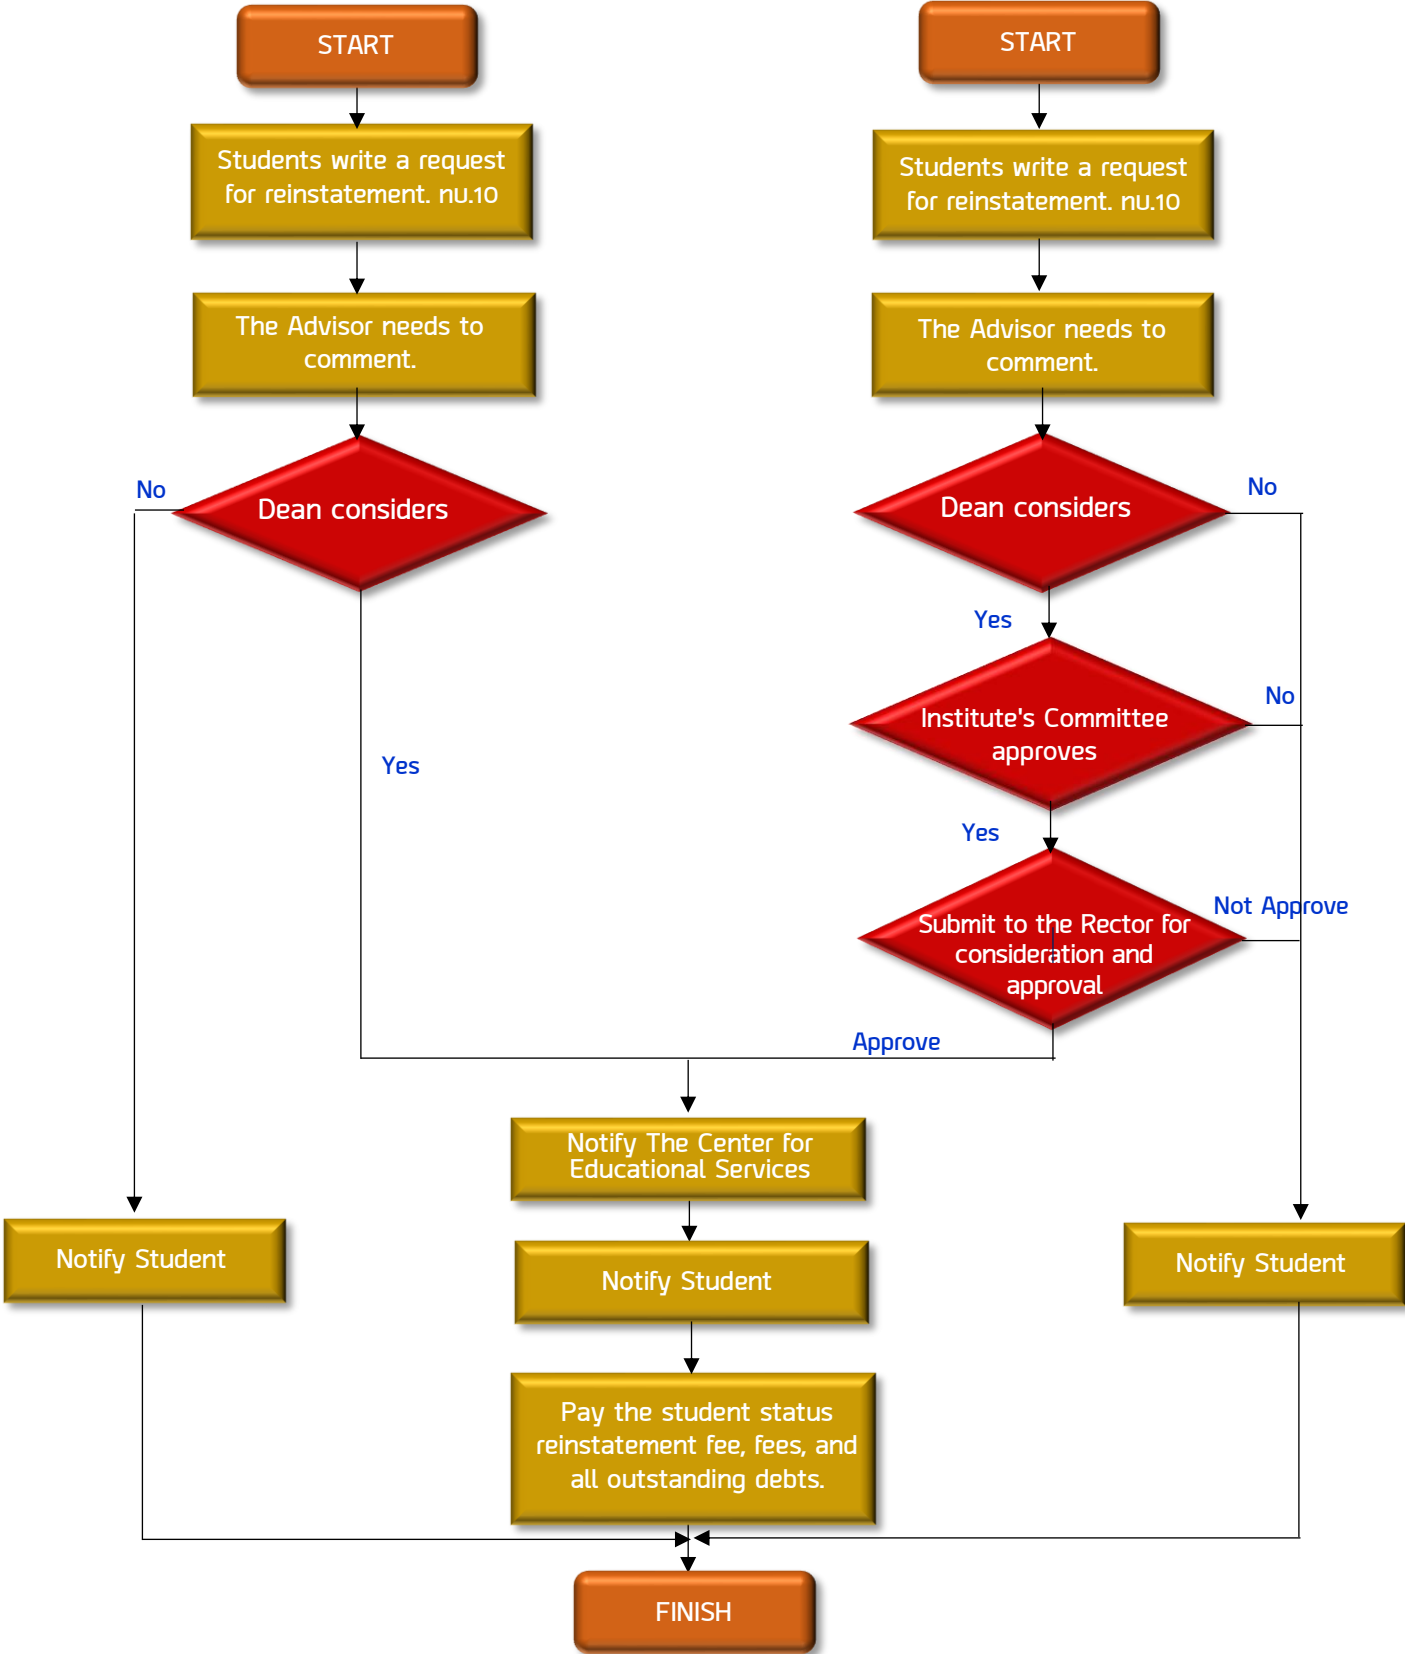 START
START
Students write a request
for reinstatement. nu.10
Students write a request
for reinstatement. nu.10
The Advisor needs to
comment.
The Advisor needs to
comment.
No
Dean considers
Dean considers
No
Yes
Institute's Committee
approves
No
Yes
Yes
Submit to the Rector for
consideration and
approval
Not Approve
Approve
Notify The Center for
Educational Services
Notify Student
Notify Student
Notify Student
Pay the student status
reinstatement fee, fees, and
all outstanding debts.
FINISH